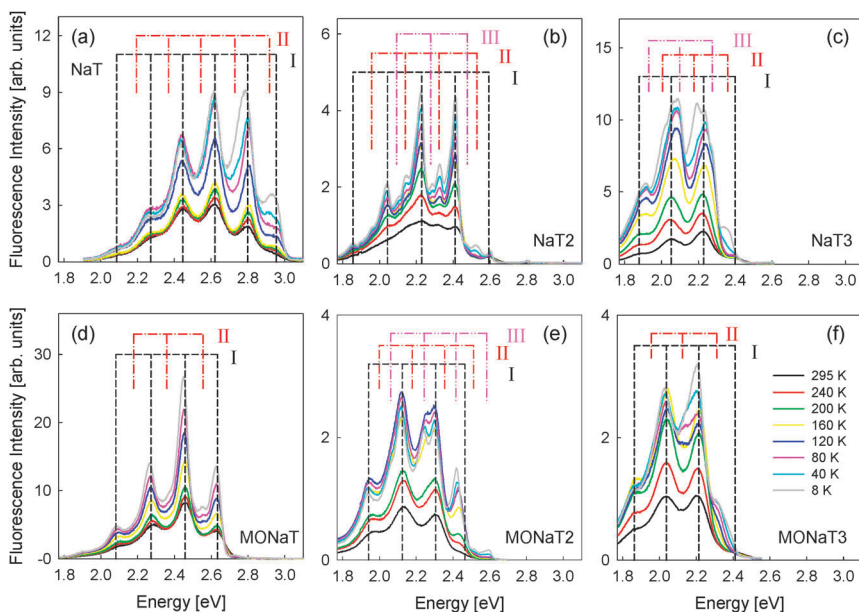 (a)
NaT
II
I
Fluorescence Intensity [arb. units]
12
9
6
3
0
1.8 2.0 2.2 2.4 2.6 2.8 3.0
(b)
III
II
I
6
4
2
0
NaT2
1.8 2.0 2.2 2.4 2.6 2.8 3.0
(c)
III
II
I
15
10
5
0
NaT3
1.8 2.0 2.2 2.4 2.6 2.8 3.0
(d)
II
I
Fluorescence Intensity [arb. units]
30
20
10
-0
MONaT
1.8 2.0 2.2 2.4 2.6 2.8 3.0
Energy [eV]
(e)
III
II
I
4
2
0
MONaT2
1.8 2.0 2.2 2.4 2.6 2.8 3.0
Energy [eV]
(f)
II
I
4
2
0
295 K
240 K
200 K
160 K
120 K
80 K
40 K
8 K
MONaT3
1.8 2.0 2.2 2.4 2.6 2.8 3.0
Energy [eV]